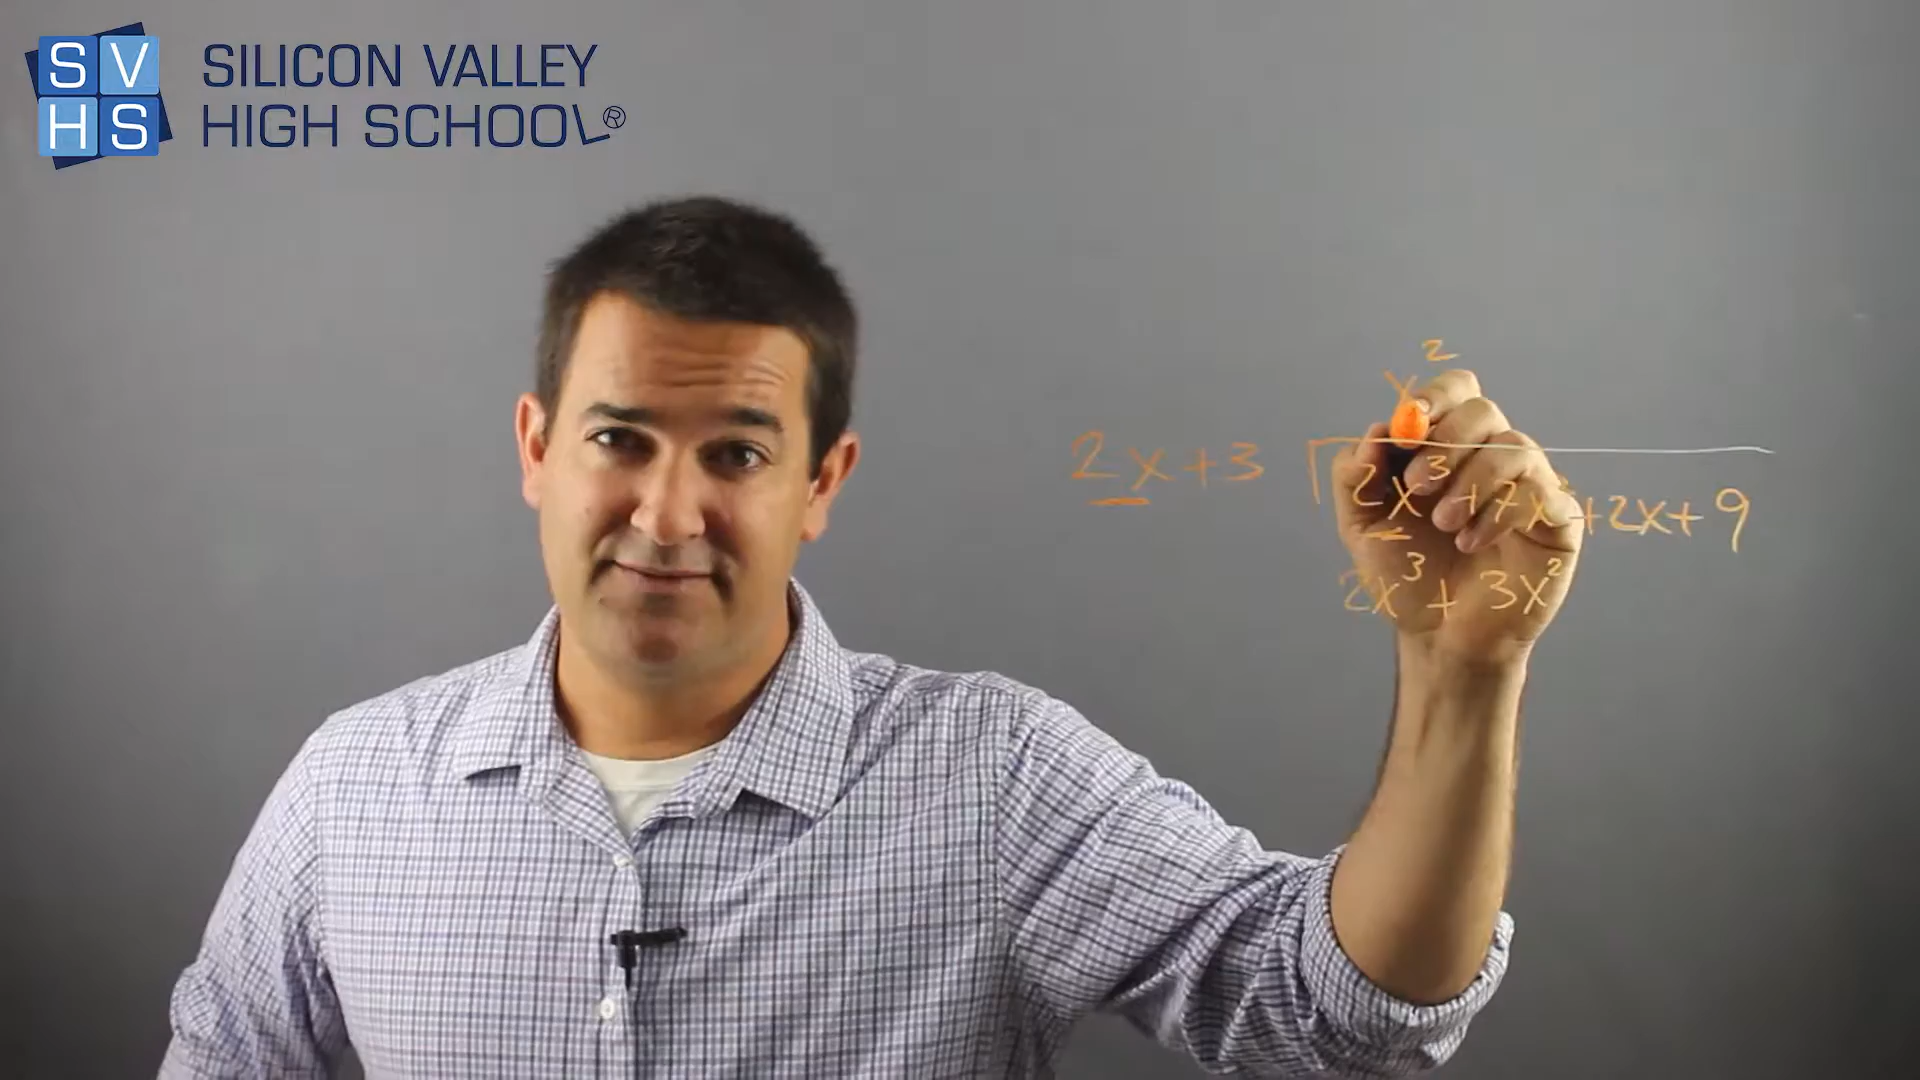 SV
HS
SILICON VALLEY
HIGH SCHOOL®
x²
2x+3 2x³+7x²+2x+9
2x³+3x²